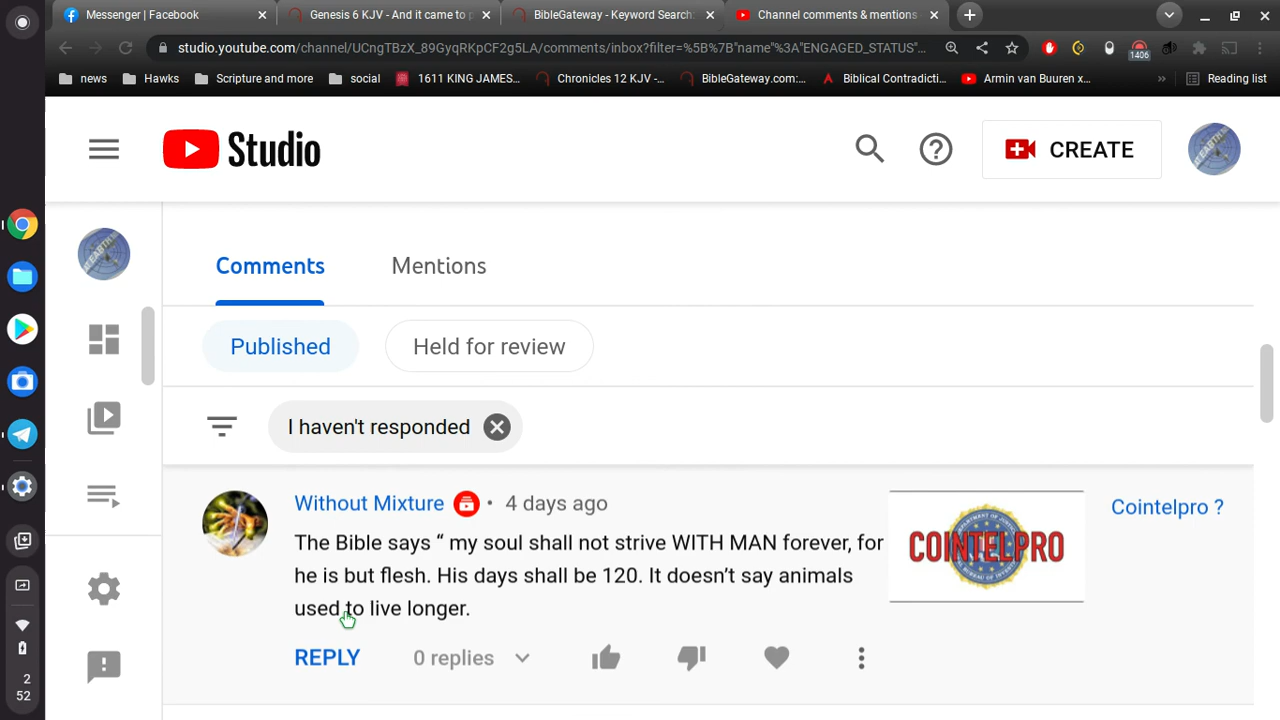 Messenger | Facebook
Genesis 6 KJV - And it came to p
BibleGateway - Keyword Search:
Channel comments & mentions
studio.youtube.com/channel/UCngTBzX_89GyqRKpCF2g5LA/comments/inbox?filter=%5B%7B"name"%3A"ENGAGED_STATUS"...
1406
news
Hawks
Scripture and more
social
1611 KING JAMES...
Chronicles 12 KJV -...
BibleGateway.com:...
Biblical Contradicti...
Armin van Buuren x...
Reading list
Studio
CREATE
Comments
Mentions
Published
Held for review
I haven't responded
Without Mixture • 4 days ago
The Bible says “ my soul shall not strive WITH MAN forever, for
he is but flesh. His days shall be 120. It doesn’t say animals
used to live longer.
COINTELPRO
Cointelpro ?
REPLY
0 replies
2
52